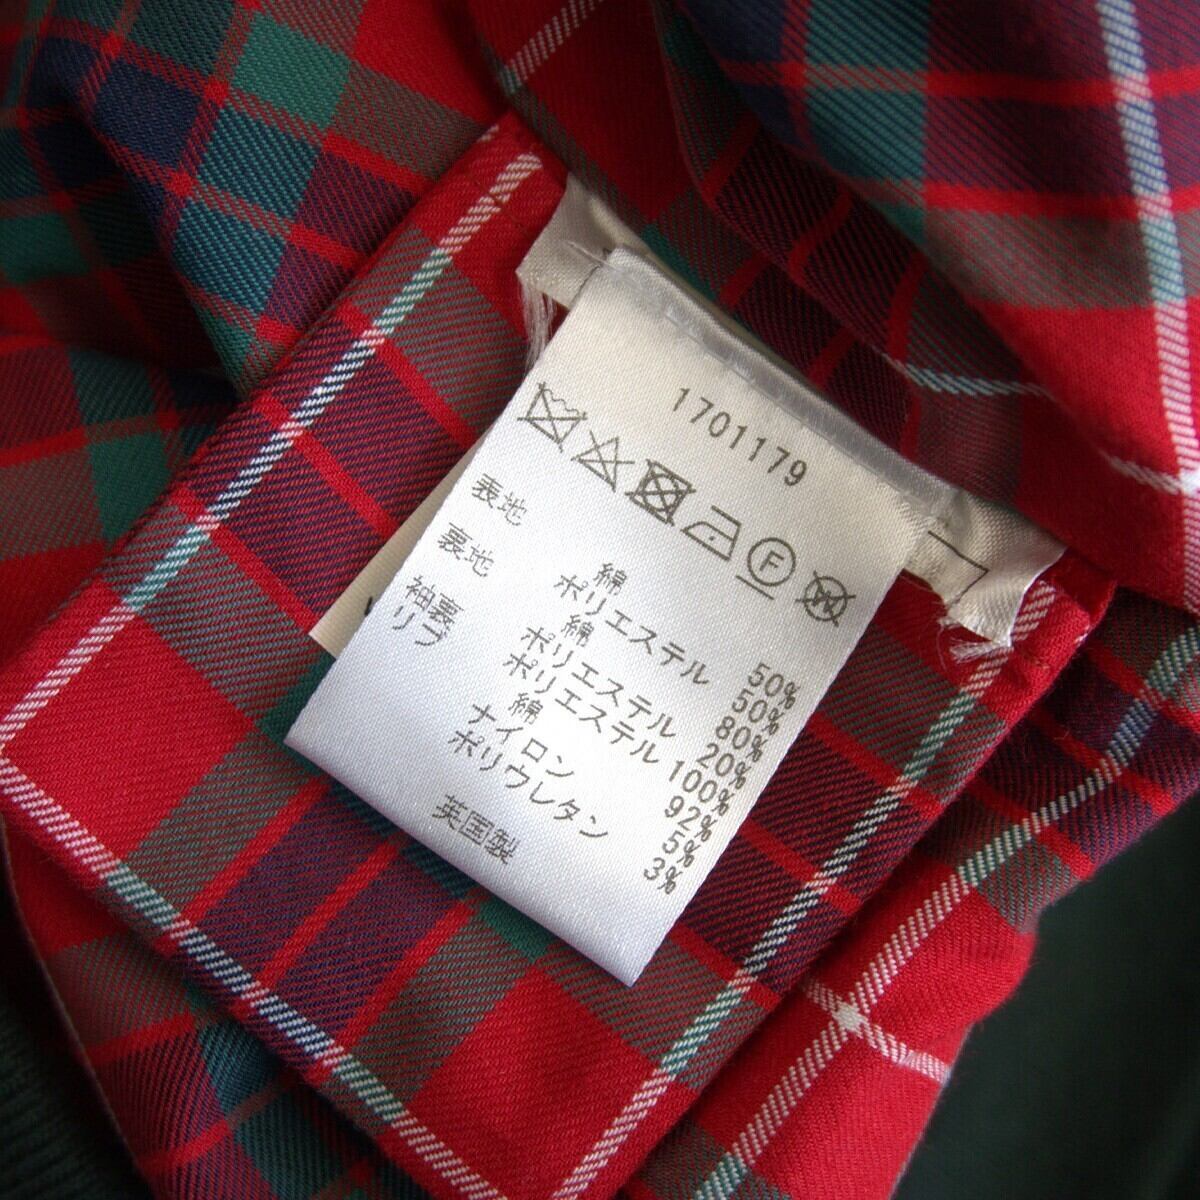 1701179
F
W
表地 綿 50%
ポリエステル 50%
裏地 綿 80%
ポリエステル 20%
袖裏 ポリエステル 100%
リブ 綿 92%
ナイロン 5%
ポリウレタン 3%
英国製